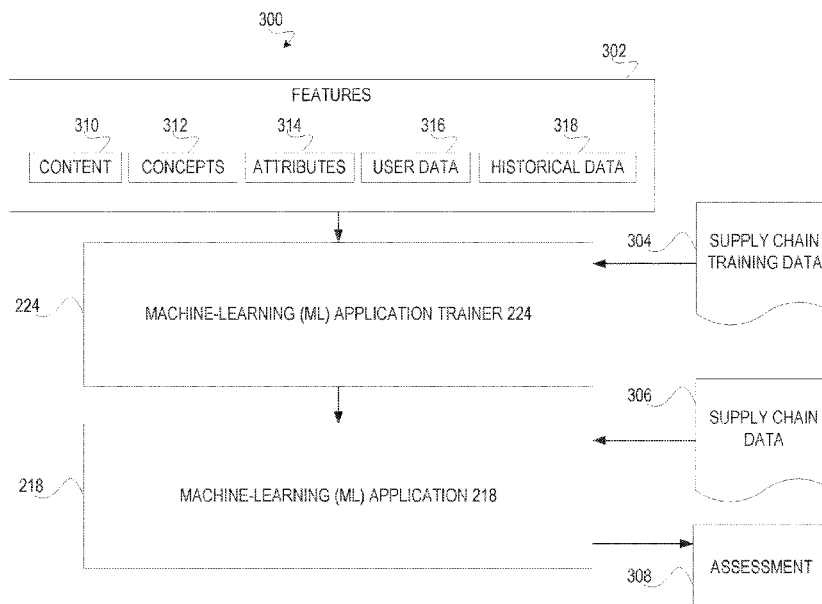 300
302
FEATURES
310 312 314 316 318
CONTENT CONCEPTS ATTRIBUTES USER DATA HISTORICAL DATA
304
SUPPLY CHAIN
TRAINING DATA
224
MACHINE-LEARNING (ML) APPLICATION TRAINER 224
306
SUPPLY CHAIN
DATA
218
MACHINE-LEARNING (ML) APPLICATION 218
308
ASSESSMENT